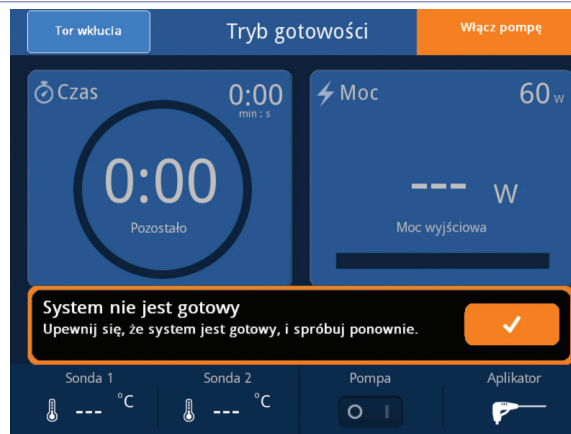 Tor wkłucia
Tryb gotowości
Włącz pompę
Czas
0:00
min : s
0:00
Pozostało
Moc
60 W
--- W
Moc wyjściowa
System nie jest gotowy
Upewnij się, że system jest gotowy, i spróbuj ponownie.
Sonda 1
--- °C
Sonda 2
--- °C
Pompa
O I
Aplikator